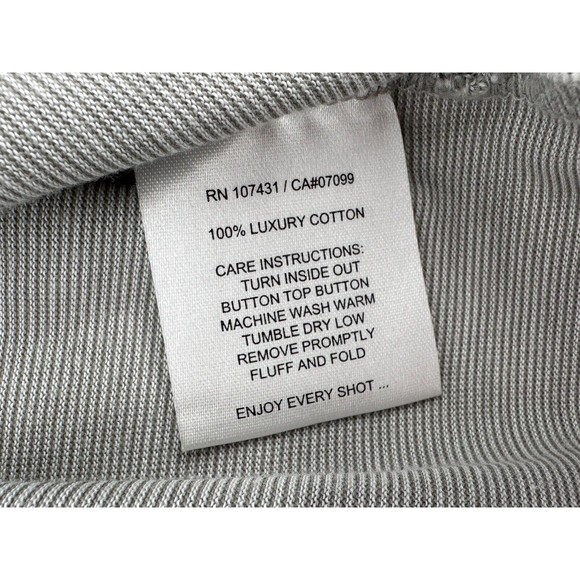 RN 107431 / CA#07099
100% LUXURY COTTON
CARE INSTRUCTIONS:
TURN INSIDE OUT
BUTTON TOP BUTTON
MACHINE WASH WARM
TUMBLE DRY LOW
REMOVE PROMPTLY
FLUFF AND FOLD
ENJOY EVERY SHOT ...